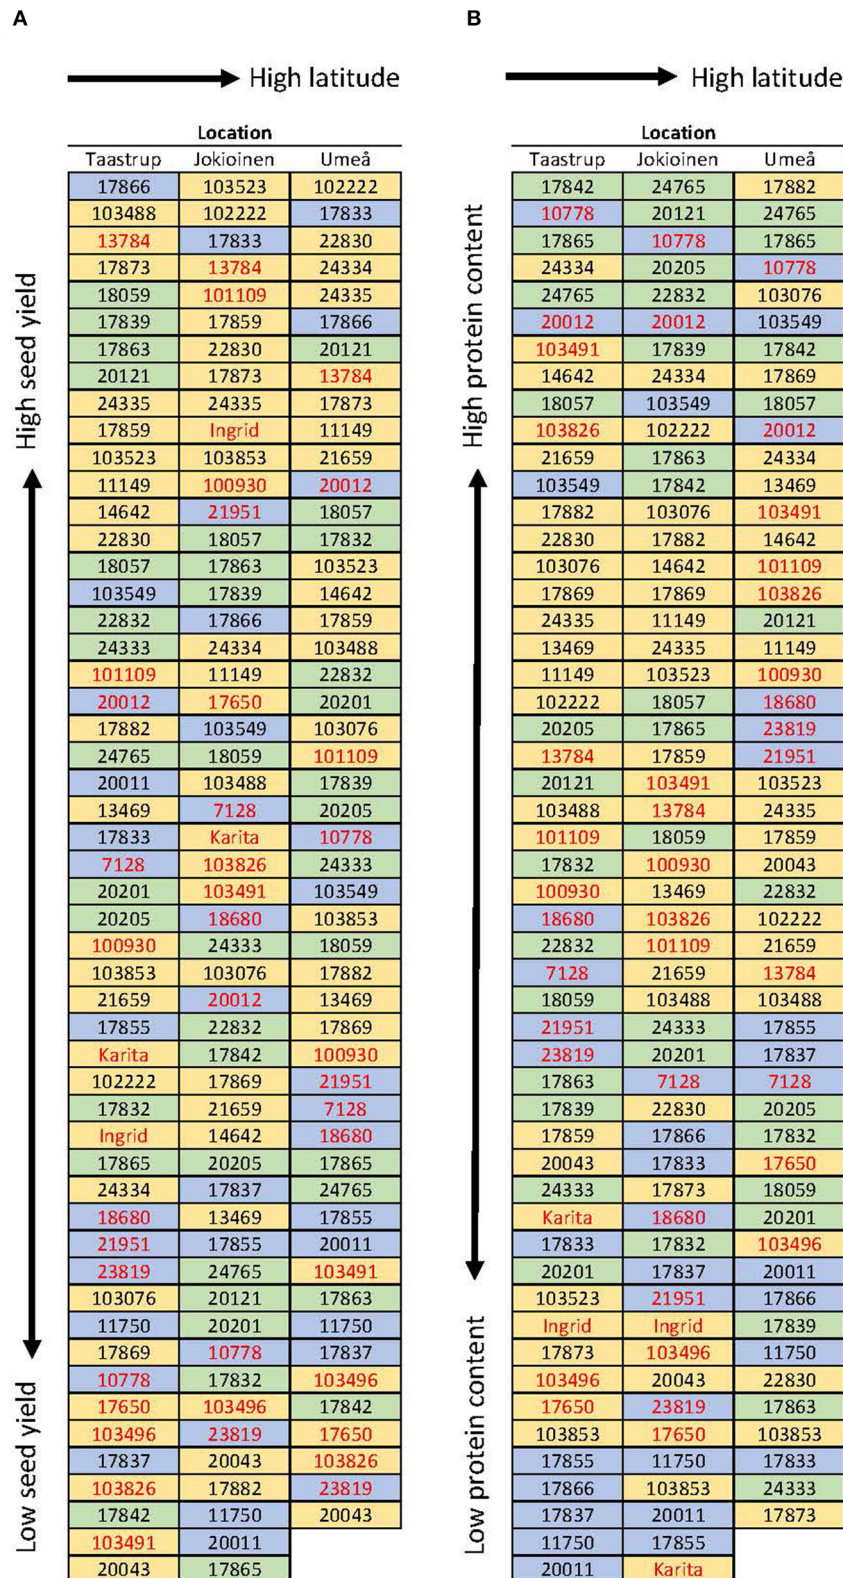 A B
High latitude High latitude
Location Location
Taastrup Jokioinen Umeå Taastrup Jokioinen Umeå
17866 103523 102222 17842 24765 17882
103488 102222 17833 10778 20121 24765
13784 17833 22830 17865 10778 17865
17873 13784 24334 24334 20205 10778
18059 101109 24335 24765 22832 103076
17839 17859 17866 20012 20012 103549
17863 22830 20121 103491 17839 17842
20121 17873 13784 14642 24334 17869
24335 24335 17873 18057 103549 18057
17859 Ingrid 11149 103826 102222 20012
103523 103853 21659 21659 17863 24334
11149 100930 20012 103549 17842 13469
14642 21951 18057 17882 103076 103491
22830 18057 17832 22830 17882 14642
18057 17863 103523 103076 14642 101109
103549 17839 14642 17869 17869 103826
22832 17866 17859 24335 11149 20121
24333 24334 103488 13469 24335 11149
101109 11149 22832 11149 103523 100930
20012 17650 20201 102222 18057 18680
17882 103549 103076 20205 17865 23819
24765 18059 101109 13784 17859 21951
20011 103488 17839 20121 103491 103523
13469 7128 20205 103488 13784 24335
17833 Karita 10778 101109 18059 17859
7128 103826 24333 17832 100930 20043
20201 103491 103549 100930 13469 22832
20205 18680 103853 18680 103826 102222
100930 24333 18059 22832 101109 21659
103853 103076 17882 7128 21659 13784
21659 20012 13469 18059 103488 103488
17855 22832 17869 21951 24333 17855
Karita 17842 100930 23819 20201 17837
102222 17869 21951 17863 7128 7128
17832 21659 7128 17839 22830 20205
Ingrid 14642 18680 17859 17866 17832
17865 20205 17865 20043 17833 17650
24334 17837 24765 24333 17873 18059
18680 13469 17855 Karita 18680 20201
21951 17855 20011 17833 17832 103496
23819 24765 103491 20201 17837 20011
103076 20121 17863 103523 21951 17866
11750 20201 11750 Ingrid Ingrid 17839
17869 10778 17837 17873 103496 11750
10778 17832 103496 103496 20043 22830
17650 103496 17842 17650 23819 17863
103496 23819 17650 103853 17650 103853
17837 20043 103826 17855 11750 17833
103826 17882 23819 17866 103853 24333
17842 11750 20043 17837 20011 17873
103491 20011 11750 17855
20043 17865 20011 Karita
High seed yield
Low seed yield
High protein content
Low protein content